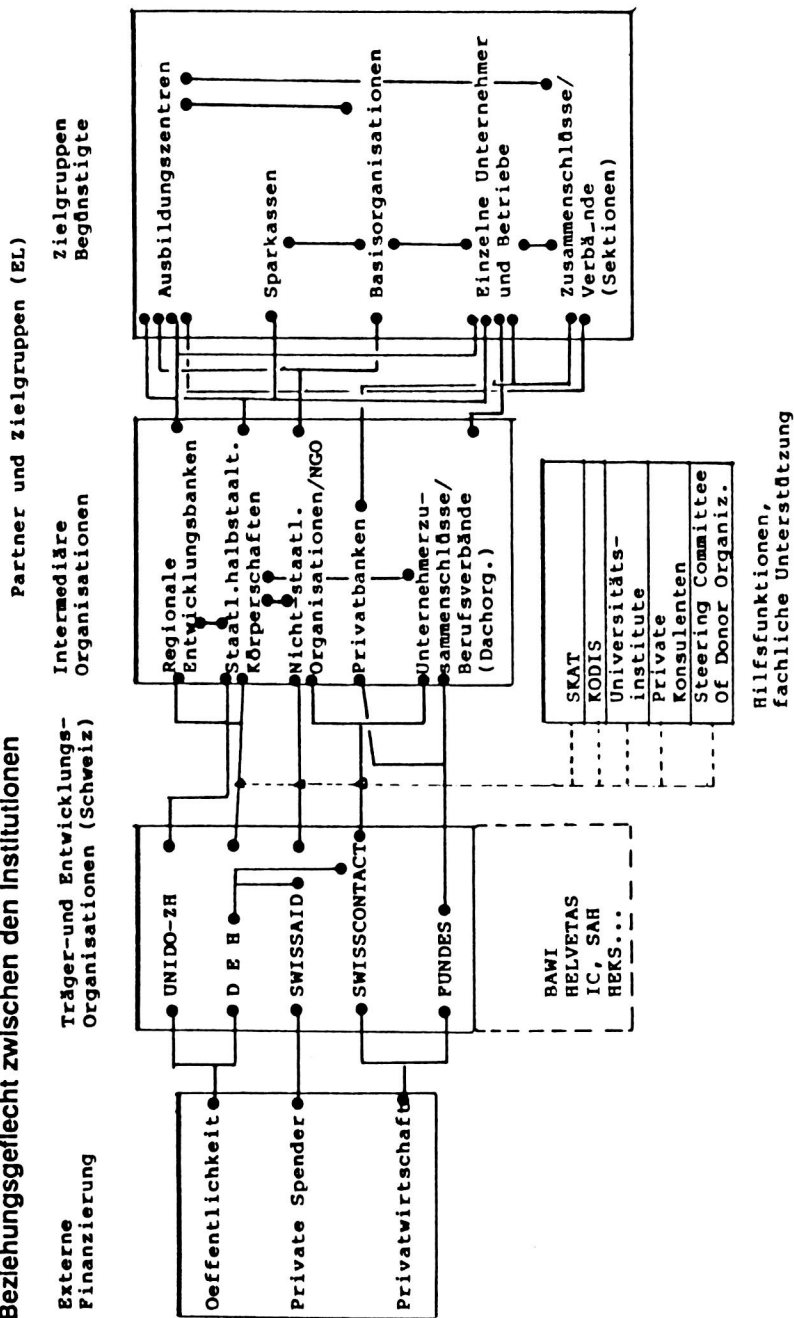 Beziehungsgeflecht zwischen den Institutionen
Partner und Zielgruppen (EL)
Externe
Finanzierung
Träger-und Entwicklungs-
Organisationen (Schweiz)
Intermediäre
Organisationen
Zielgruppen
Begünstigte
Oeffentlichkeit
Private Spender
Privatwirtschaft
UNIDO-ZH
D E H
SWISSAID
SWISSCONTACT
FUNDES
BAWI
HELVETAS
IC, SAH
HEKS...
Regionale
Entwicklungsbanken
Staatl.halbstaatl.
Körperschaften
Nicht-staatl.
Organisationen/NGO
Privatbanken
Unternehmerzu-
sammenschlüsse/
Berufsverbände
(Dachorg.)
Ausbildungszentren
Sparkassen
Basisorganisationen
Einzelne Unternehmer
und Betriebe
Zusammenschlüsse/
Verbä_nde
(Sektionen)
SKAT
KODIS
Universitäts-
institute
Private
Konsulenten
Steering Committee
Of Donor Organiz.
Hilfsfunktionen,
fachliche Unterstützung